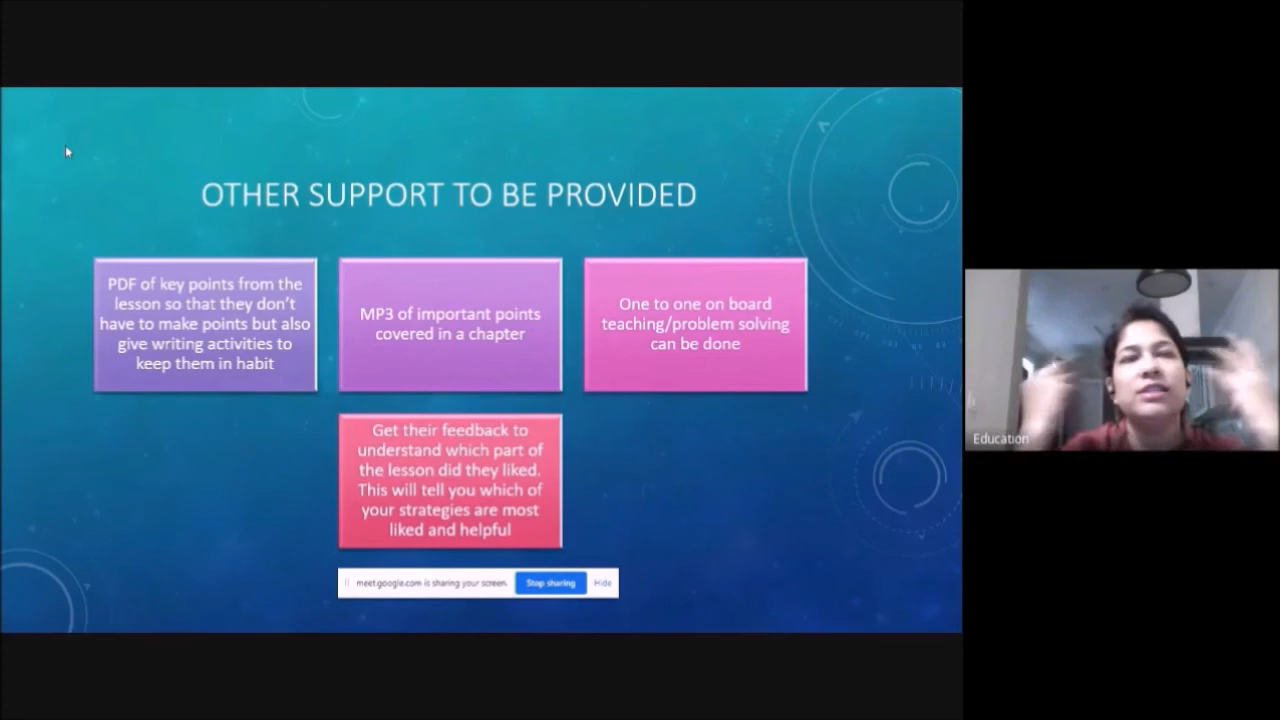 OTHER SUPPORT TO BE PROVIDED
PDF of key points from the
lesson so that they don't
have to make points but also
give writing activities to
keep them in habit
MP3 of important points
covered in a chapter
One to one on board
teaching/problem solving
can be done
Get their feedback to
understand which part of
the lesson did they liked.
This will tell you which of
your strategies are most
liked and helpful
meet.google.com is sharing your screen. Stop sharing Hide
Education